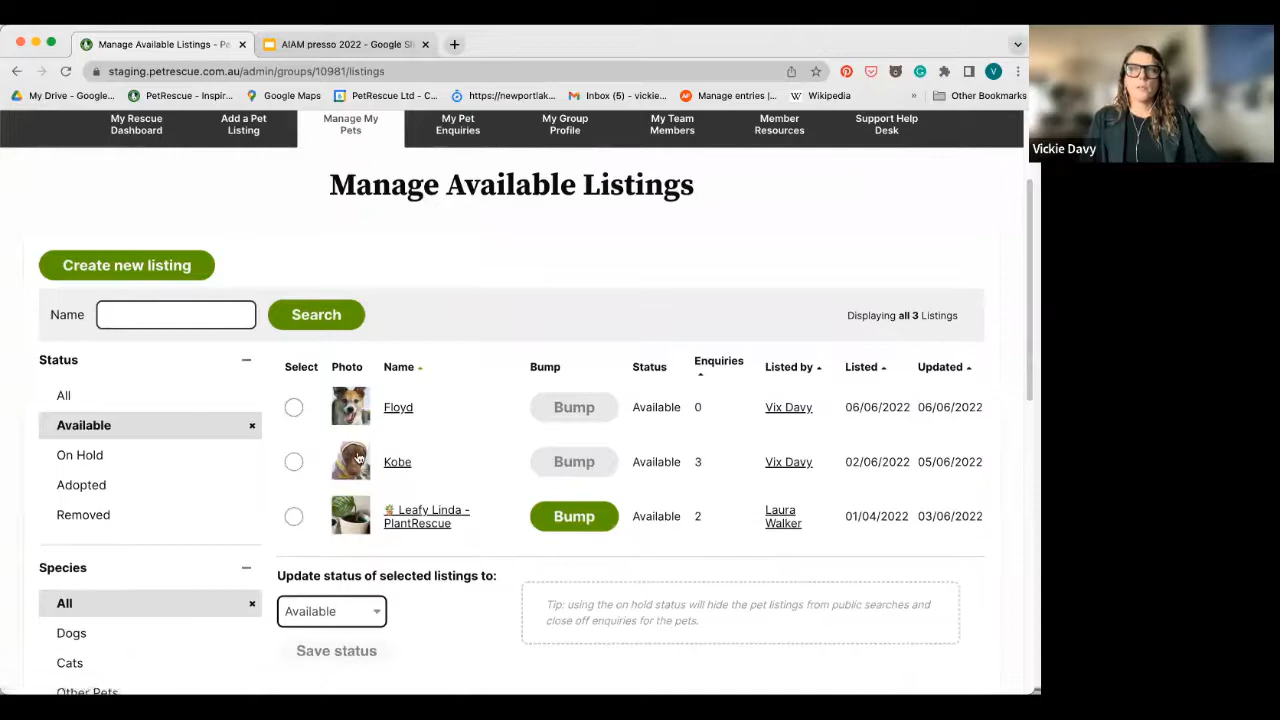 Manage Available Listings - Pe
AIAM presso 2022 - Google Sli
staging.petrescue.com.au/admin/groups/10981/listings
My Drive - Google...
PetRescue - Inspir...
Google Maps
PetRescue Ltd - C...
https://newportlak...
Inbox (5) - vickie...
Manage entries |...
Wikipedia
»
Other Bookmarks
V
Vickie Davy
My Rescue
Dashboard
Add a Pet
Listing
Manage My
Pets
My Pet
Enquiries
My Group
Profile
My Team
Members
Member
Resources
Support Help
Desk
Manage Available Listings
Create new listing
Name
Search
Displaying all 3 Listings
Status
All
Available
On Hold
Adopted
Removed
Species
All
Dogs
Cats
Other Pets
Select Photo Name Bump Status Enquiries Listed by Listed Updated
Floyd Bump Available 0 Vix Davy 06/06/2022 06/06/2022
Kobe Bump Available 3 Vix Davy 02/06/2022 05/06/2022
Leafy Linda -
PlantRescue
Bump Available 2
Laura
Walker
01/04/2022 03/06/2022
Update status of selected listings to:
Available
Save status
Tip: using the on hold status will hide the pet listings from public searches and
close off enquiries for the pets.